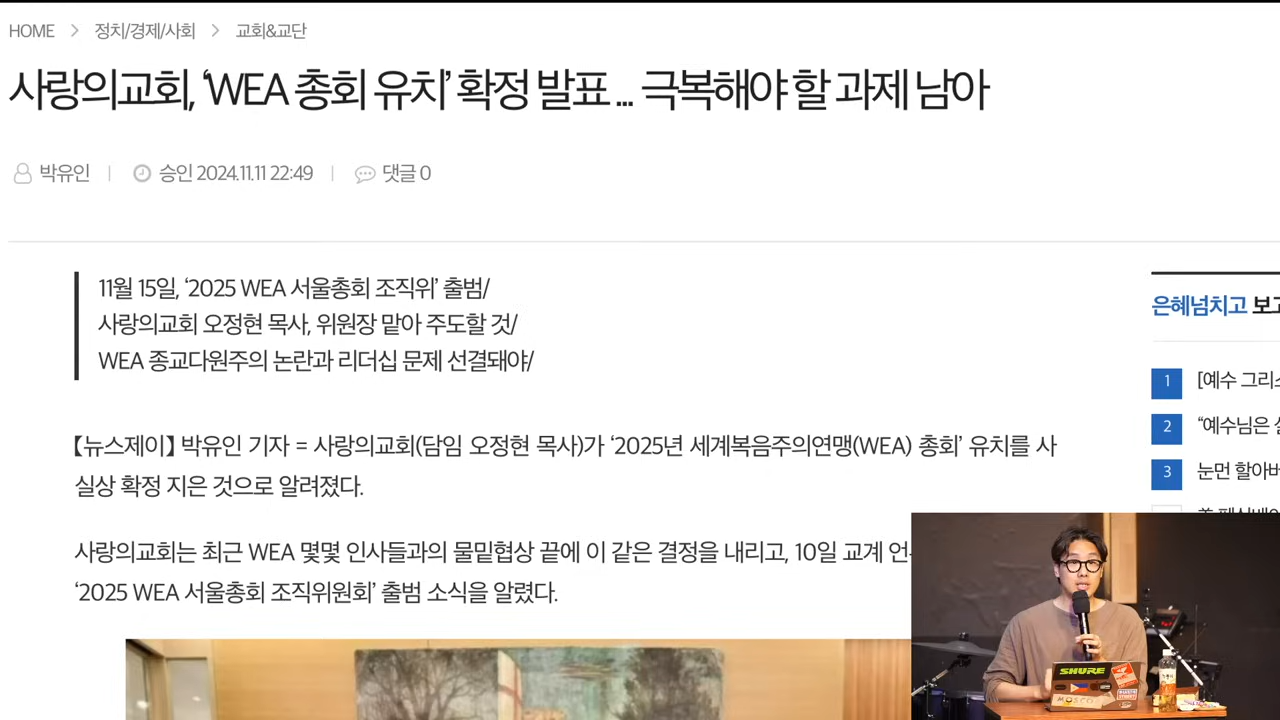 HOME > 정치/경제/사회 > 교회&교단
사랑의교회, ‘WEA 총회 유치’ 확정 발표 ... 극복해야 할 과제 남아
박유인 | 승인 2024.11.11 22:49 | 댓글 0
11월 15일, ‘2025 WEA 서울총회 조직위’ 출범/
사랑의교회 오정현 목사, 위원장 맡아 주도할 것/
WEA 종교다원주의 논란과 리더십 문제 선결돼야/
은혜넘치고
1 [예수
2 “예수님은
3 눈먼
【뉴스제이】 박유인 기자 = 사랑의교회(담임 오정현 목사)가 ‘2025년 세계복음주의연맹(WEA) 총회’ 유치를 사
실상 확정 지은 것으로 알려졌다.
사랑의교회는 최근 WEA 몇몇 인사들과의 물밑협상 끝에 이 같은 결정을 내리고, 10일 교계
‘2025 WEA 서울총회 조직위원회’ 출범 소식을 알렸다.
SHURE